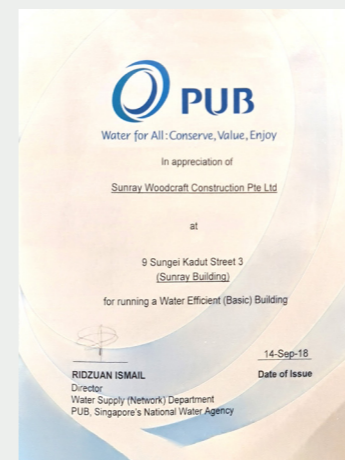 PUB
Water for All: Conserve, Value, Enjoy
In appreciation of
Sunray Woodcraft Construction Pte Ltd
at
9 Sungei Kadut Street 3
(Sunray Building)
for running a Water Efficient (Basic) Building
14-Sep-18
RIDZUAN ISMAIL
Date of Issue
Director
Water Supply (Network) Department
PUB, Singapore's National Water Agency